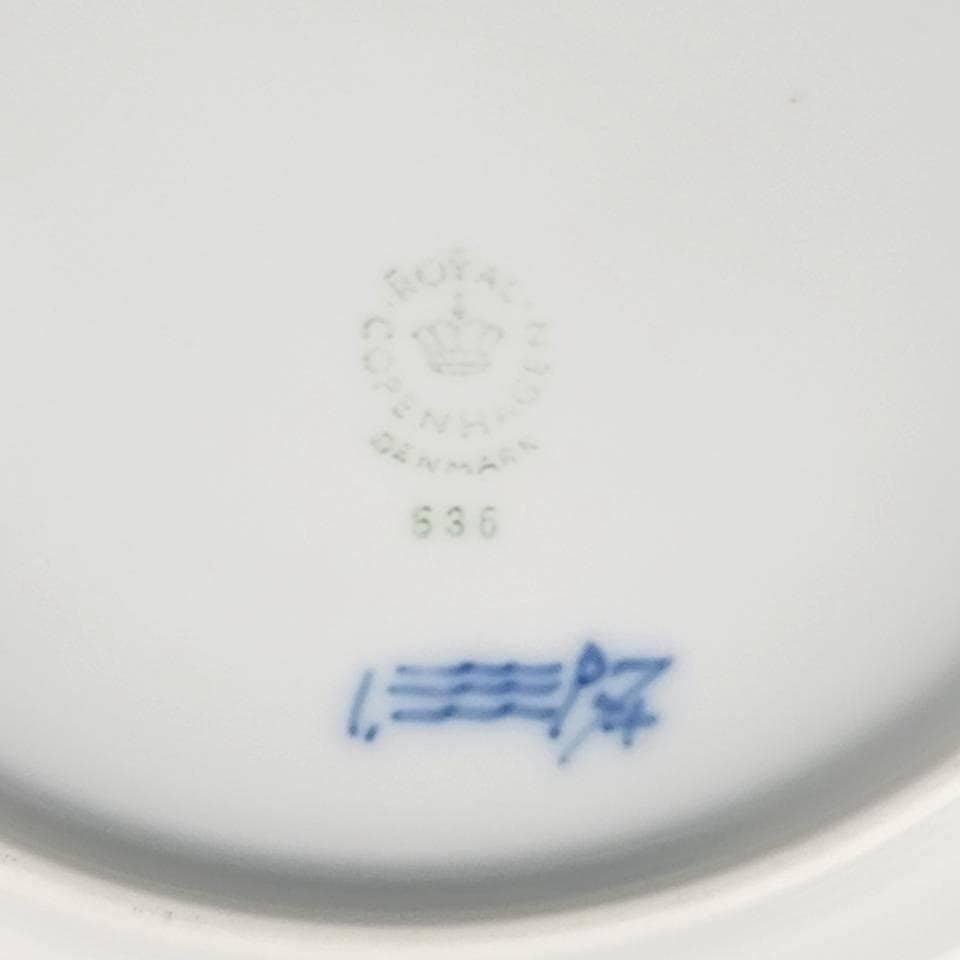 ROYAL
COPENHAGEN
DENMARK
636